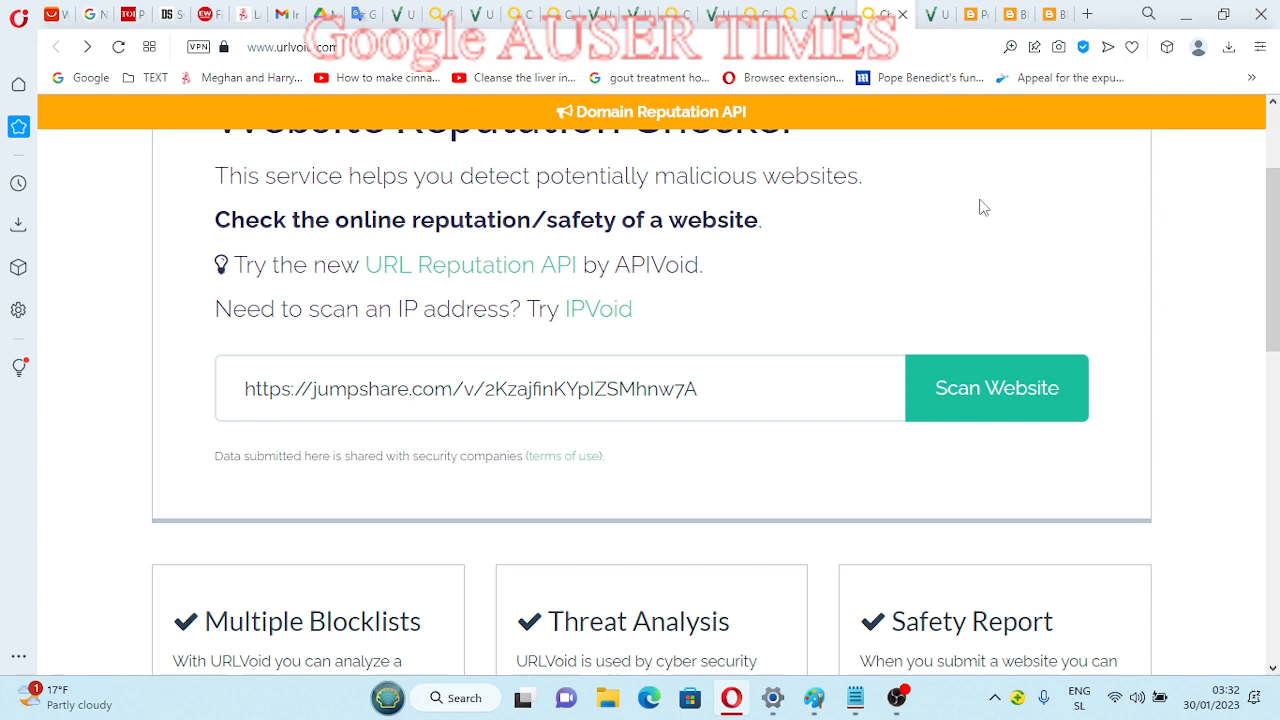 Google AUSER TIMES
VPN
www.urlvoid.com
Google
TEXT
Meghan and Harry...
How to make cinna...
Cleanse the liver in...
gout treatment ho...
Browsec extension...
Pope Benedict's fun...
Appeal for the expu...
Domain Reputation API
Website Reputation Checker
This service helps you detect potentially malicious websites.
Check the online reputation/safety of a website.
Try the new URL Reputation API by APIVoid.
Need to scan an IP address? Try IPVoid
https://jumpshare.com/v/2KzajfinKYpIZSMhnw7A
Scan Website
Data submitted here is shared with security companies (terms of use).
Multiple Blocklists
Threat Analysis
Safety Report
With URLVoid you can analyze a
URLVoid is used by cyber security
When you submit a website you can
1
17°F
Partly cloudy
Search
ENG
SL
03:32
30/01/2023